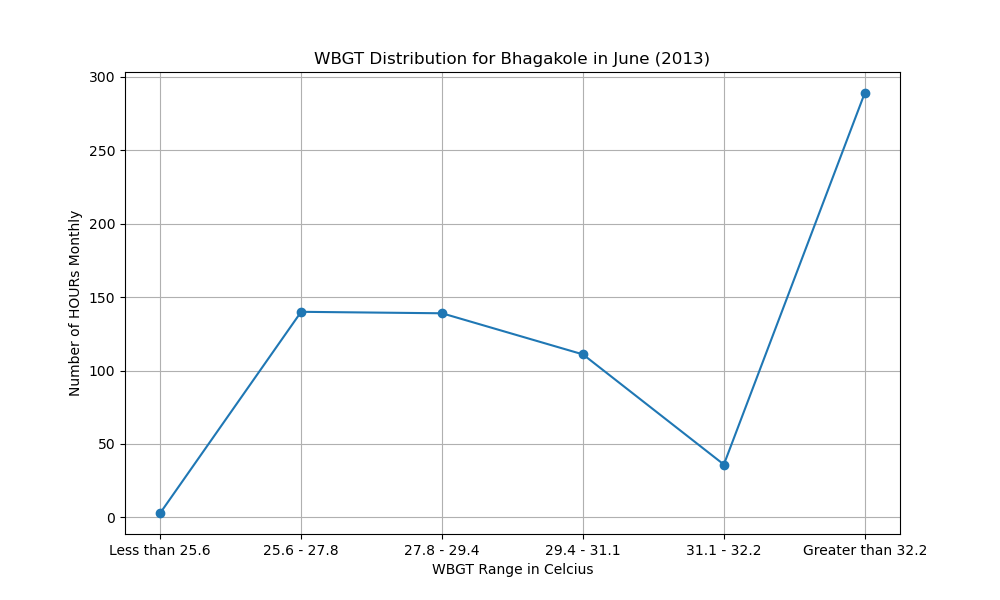 WBGT Distribution for Bhagakole in June (2013)
Number of HOURs Monthly
300
250
200
150
100
50
0
Less than 25.6
25.6 - 27.8
27.8 - 29.4
29.4 - 31.1
31.1 - 32.2
Greater than 32.2
WBGT Range in Celcius